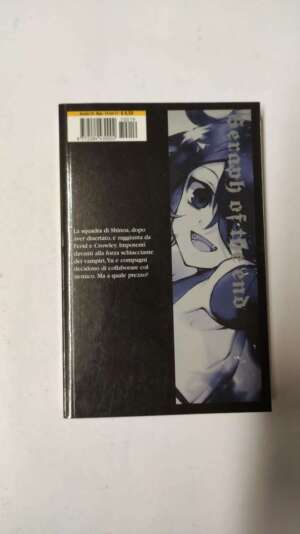 Seraph of the end
La squadra di Shinoa, dopo
aver disertato, è raggiunta da
Ferid e Crowley. Impotenti
davanti alla forza schiacciante
dei vampiri, Yu e compagni
decidono di collaborare col
nemico. Ma a quale prezzo?